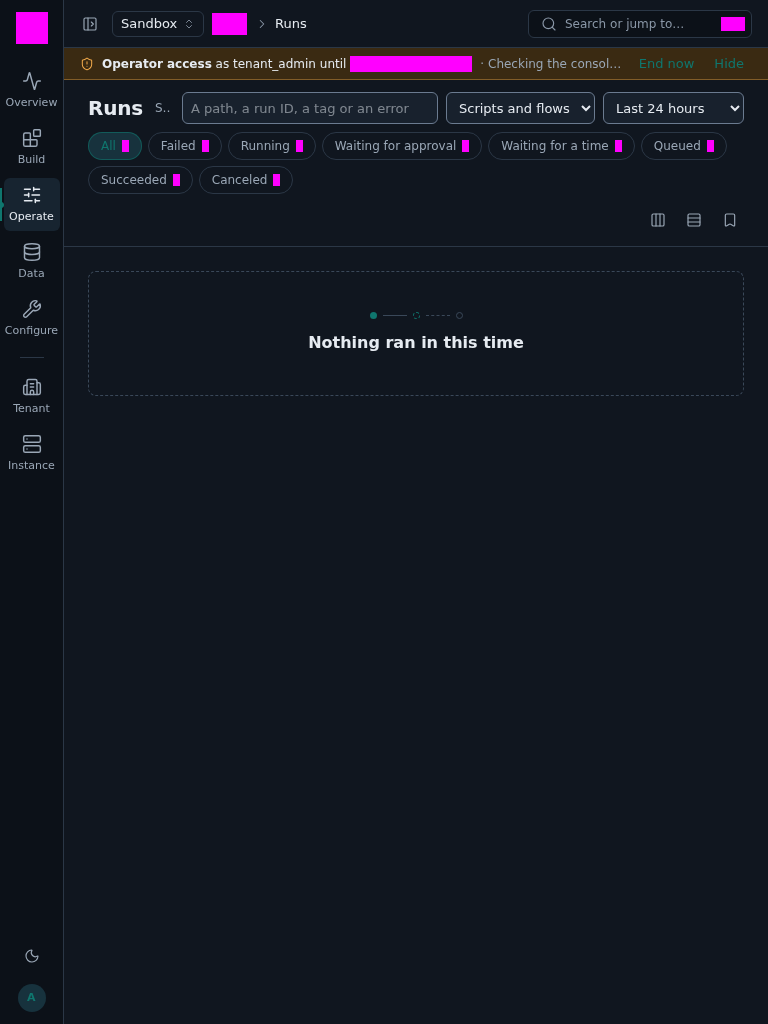 Sandbox
Runs
Search or jump to…
Operator access as tenant_admin until · Checking the consol… End now Hide
Overview
Build
Operate
Data
Configure
Tenant
Instance
Runs S.. A path, a run ID, a tag or an error Scripts and flows Last 24 hours
All Failed Running Waiting for approval Waiting for a time Queued
Succeeded Canceled
Nothing ran in this time
A